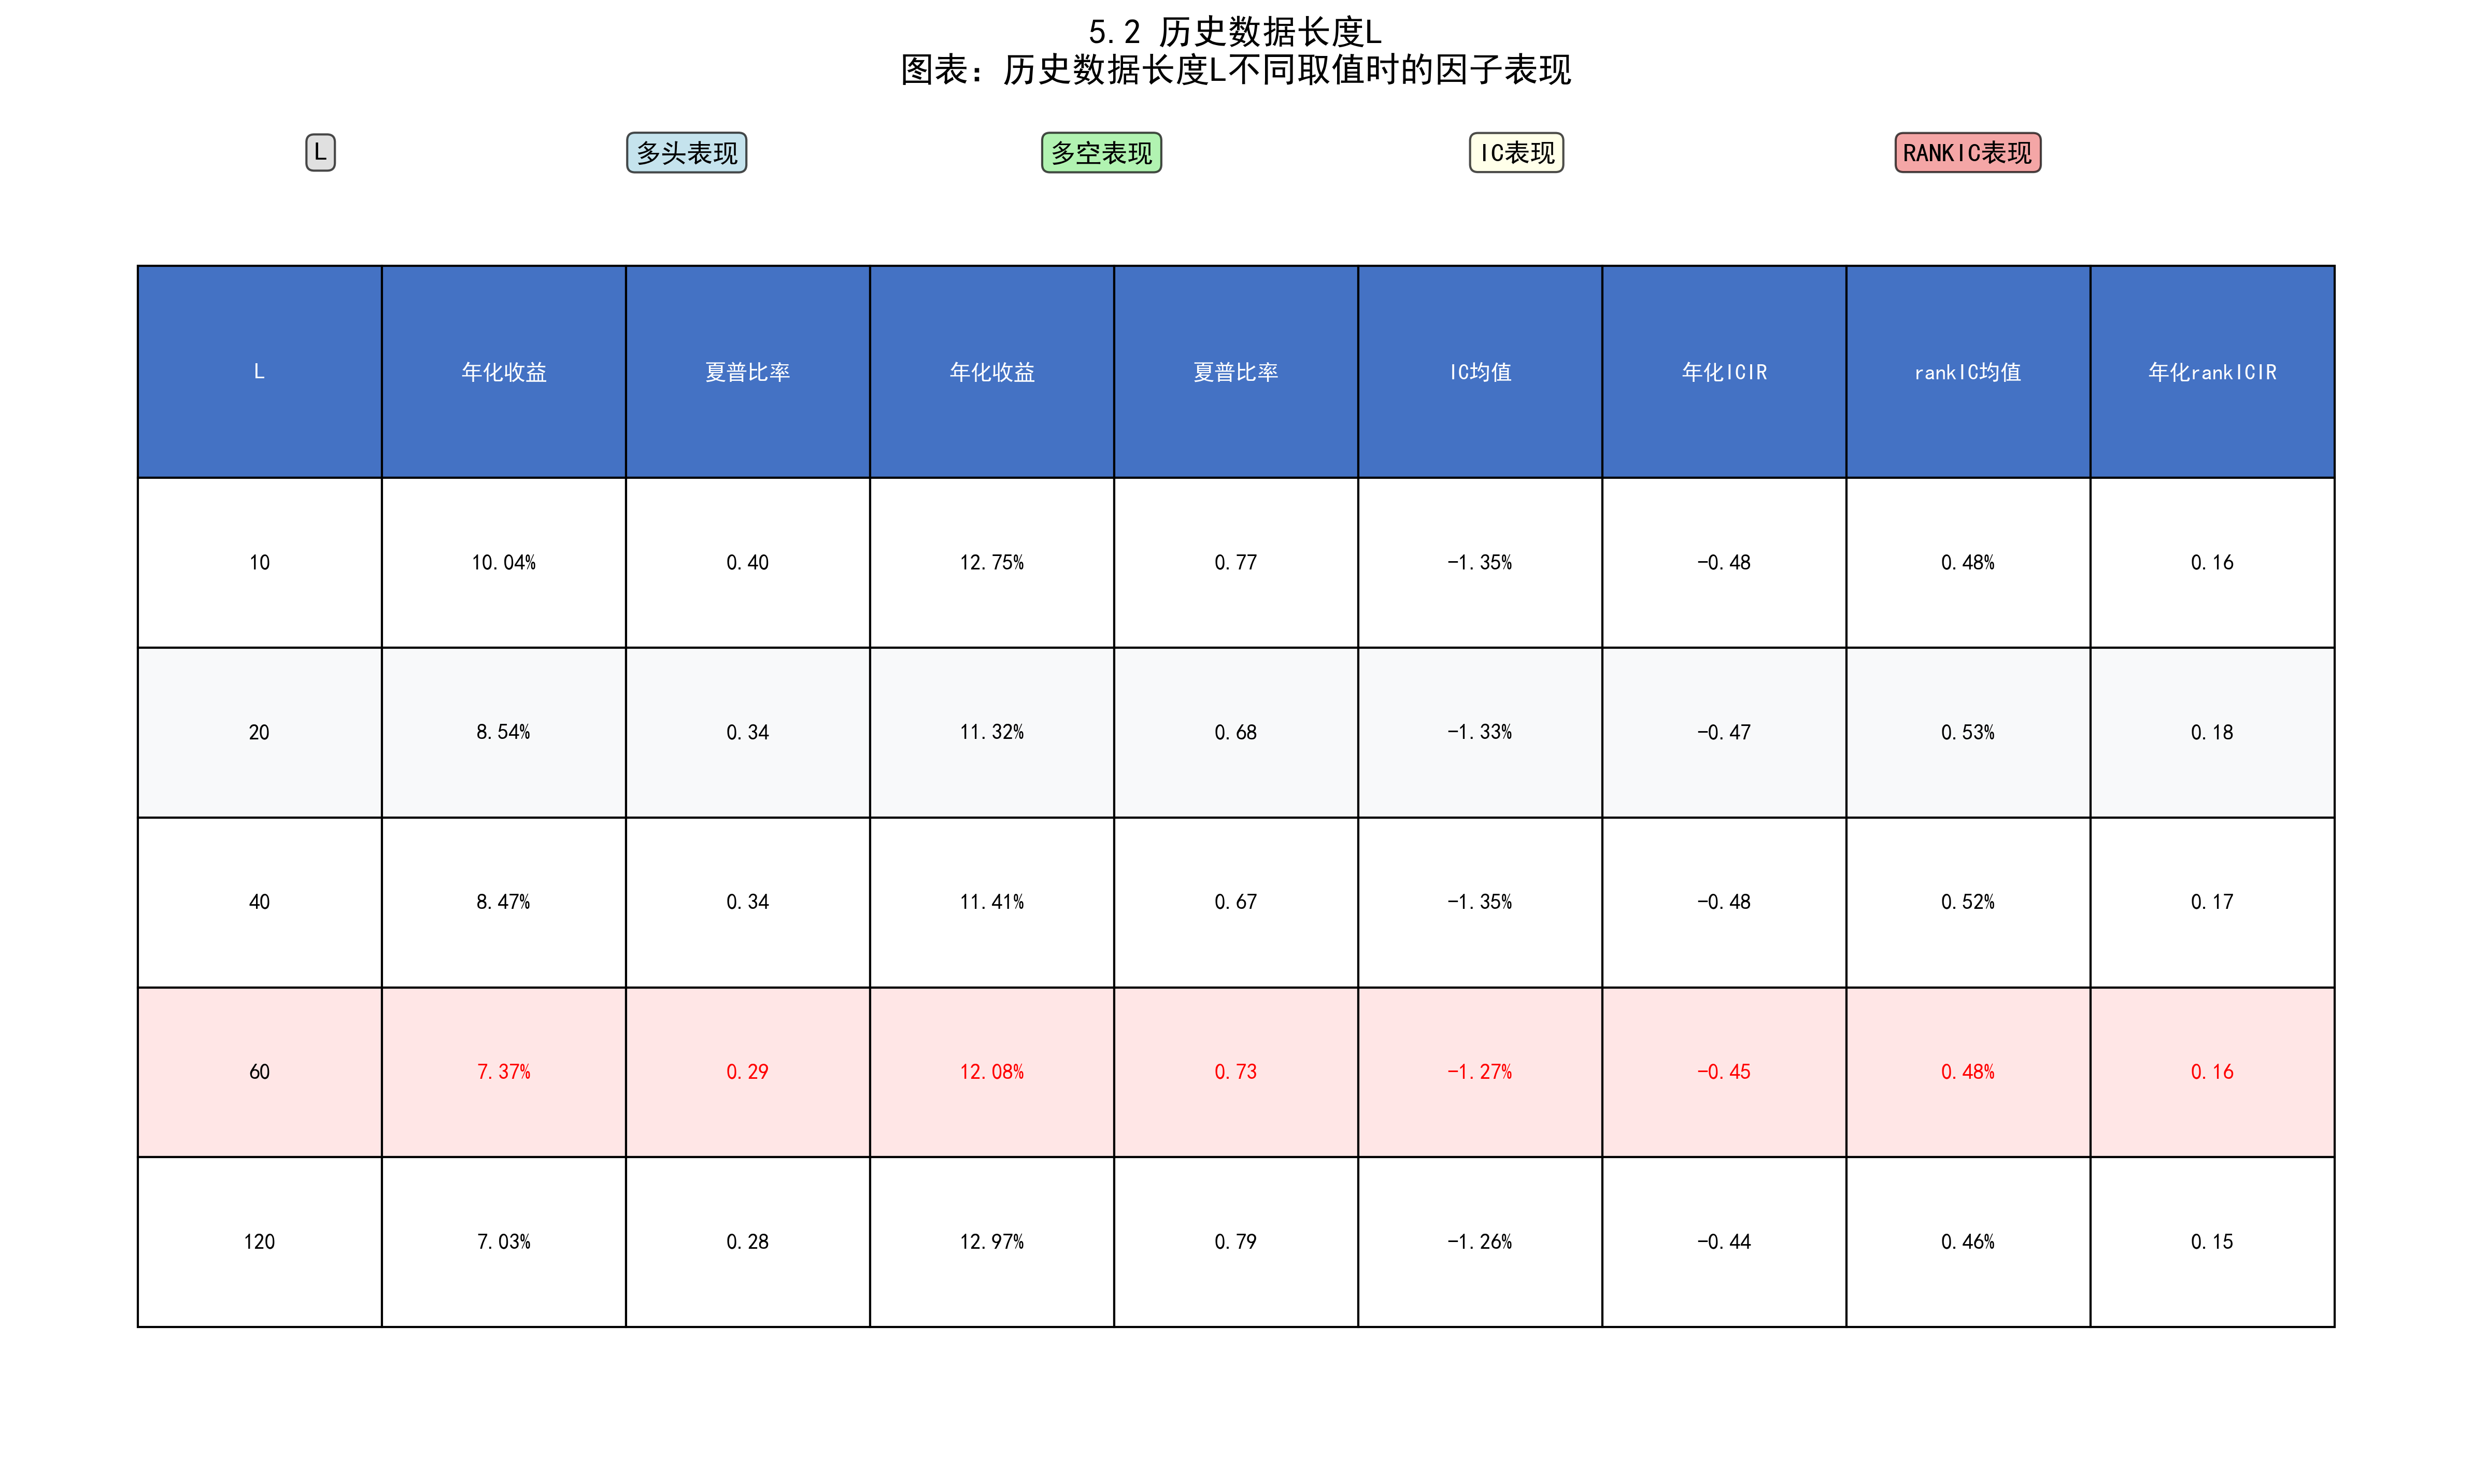 5.2 历史数据长度L
图表：历史数据长度L不同取值时的因子表现
L 多头表现 多空表现 IC表现 RANKIC表现
L 年化收益 夏普比率 年化收益 夏普比率 IC均值 年化ICIR rankIC均值 年化rankICIR
10 10.04% 0.40 12.75% 0.77 -1.35% -0.48 0.48% 0.16
20 8.54% 0.34 11.32% 0.68 -1.33% -0.47 0.53% 0.18
40 8.47% 0.34 11.41% 0.67 -1.35% -0.48 0.52% 0.17
60 7.37% 0.29 12.08% 0.73 -1.27% -0.45 0.48% 0.16
120 7.03% 0.28 12.97% 0.79 -1.26% -0.44 0.46% 0.15